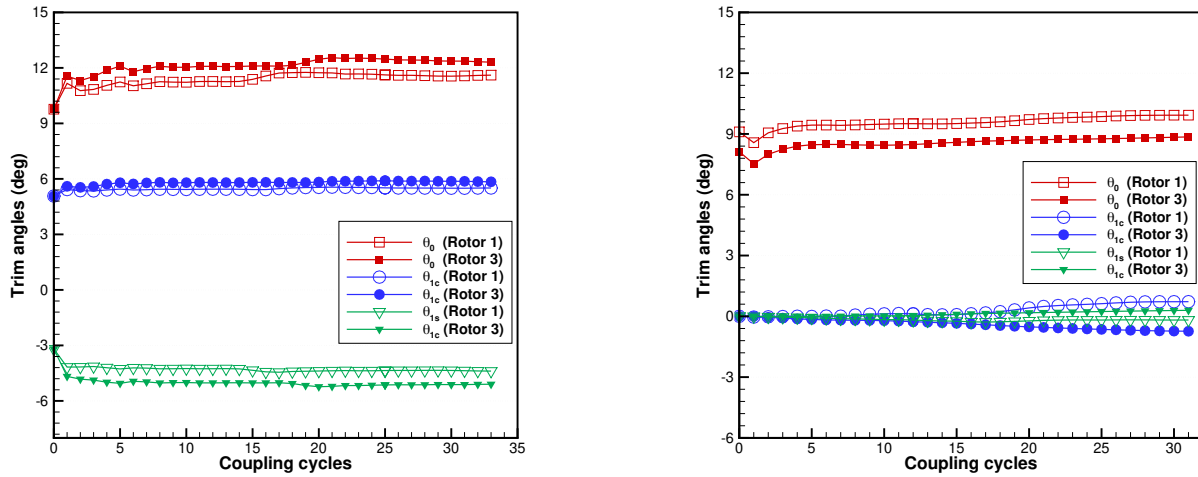 15
12
9
6
3
0
-3
-6
Trim angles (deg)
0 5 10 15 20 25 30 35
Coupling cycles
θ0 (Rotor 1)
θ0 (Rotor 3)
θ1c (Rotor 1)
θ1c (Rotor 3)
θ1s (Rotor 1)
θ1c (Rotor 3)
15
12
9
6
3
0
-3
-6
Trim angles (deg)
0 5 10 15 20 25 30
Coupling cycles
θ0 (Rotor 1)
θ0 (Rotor 3)
θ1c (Rotor 1)
θ1c (Rotor 3)
θ1s (Rotor 1)
θ1c (Rotor 3)